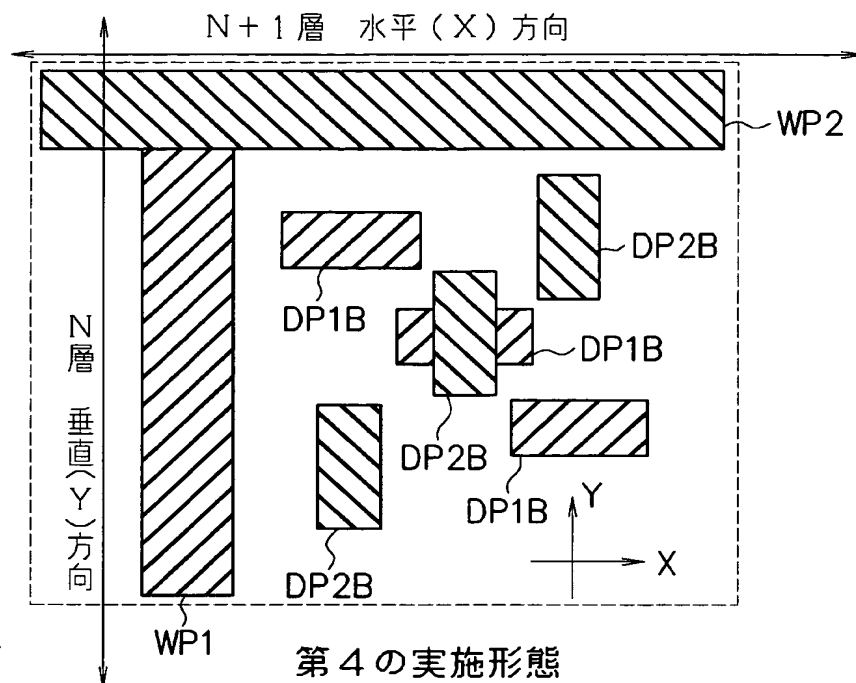 N+1層 水平(X)方向
WP2
DP2B
DP1B
DP1B
N層 垂直(Y)方向
DP2B
DP1B
Y
X
DP2B
WP1
第4の実施形態